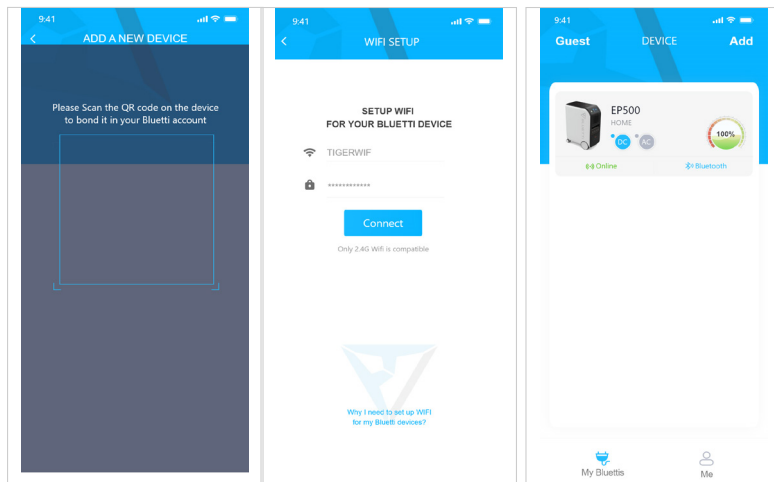 9:41
ADD A NEW DEVICE
Please Scan the QR code on the device
to bond it in your Bluetti account
9:41
WIFI SETUP
SETUP WIFI
FOR YOUR BLUETTI DEVICE
TIGERWIF
************
Connect
Only 2.4G Wifi is compatible
Why I need to set up WIFI
for my Bluetti devices?
9:41
Guest DEVICE Add
EP500
HOME
DC AC
100%
Online Bluetooth
My Bluettis Me